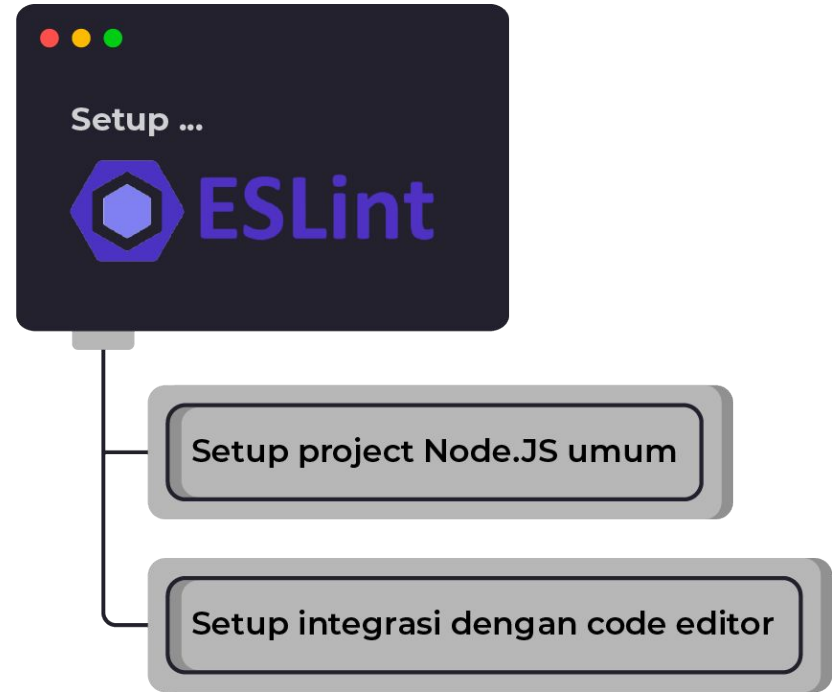 Setup ...
ESLint
Setup project Node.JS umum
Setup integrasi dengan code editor